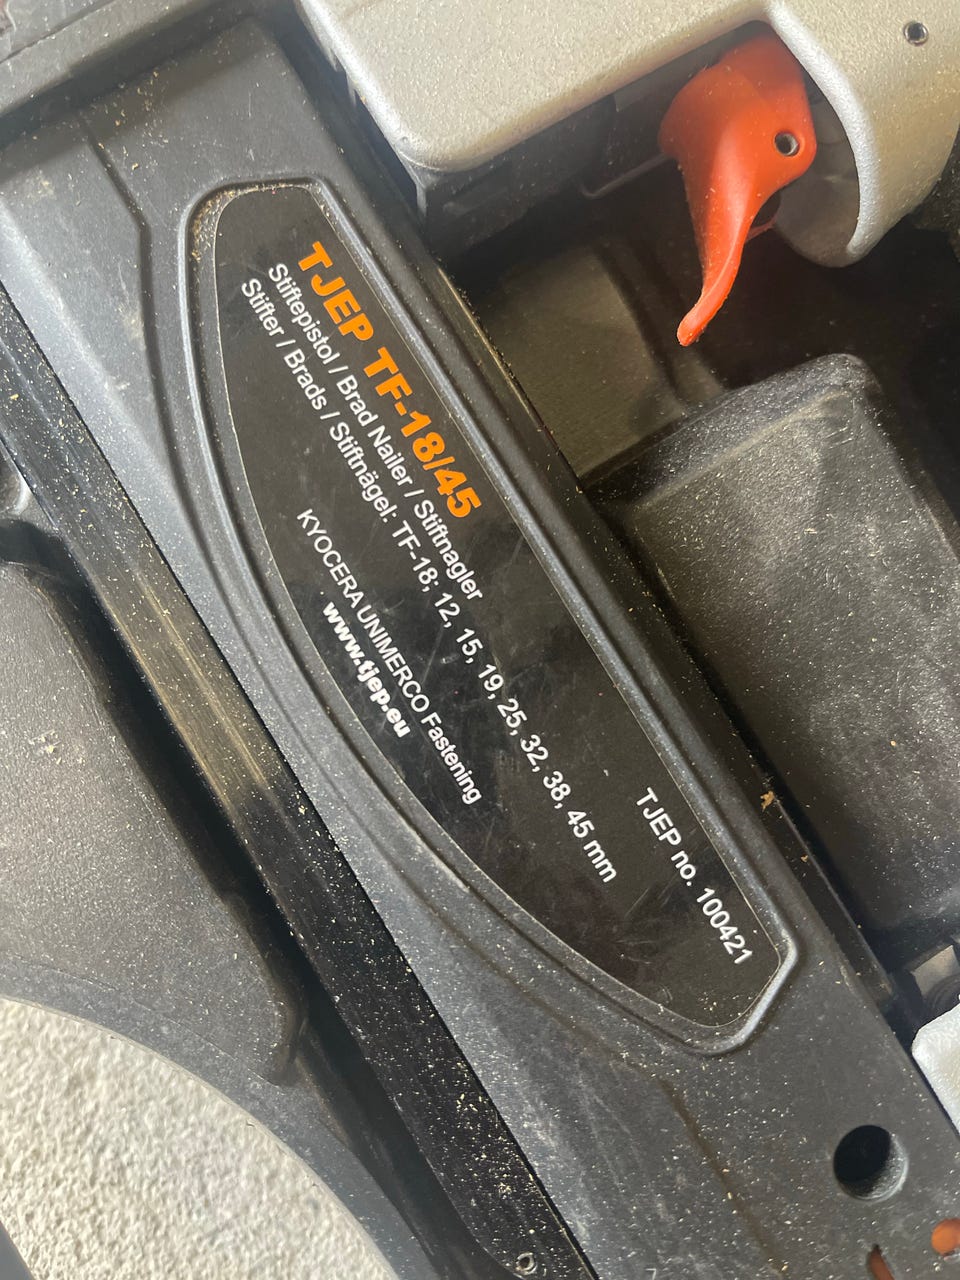 TJEP TF-18/45
Stiftepistol / Brad Nailer / Stiftnagler
Stifter / Brads / Stiftnägel: TF-18; 12, 15, 19, 25, 32, 38, 45 mm
KYOCERA UNIMERCO Fastening
www.tjep.eu
TJEP no. 100421